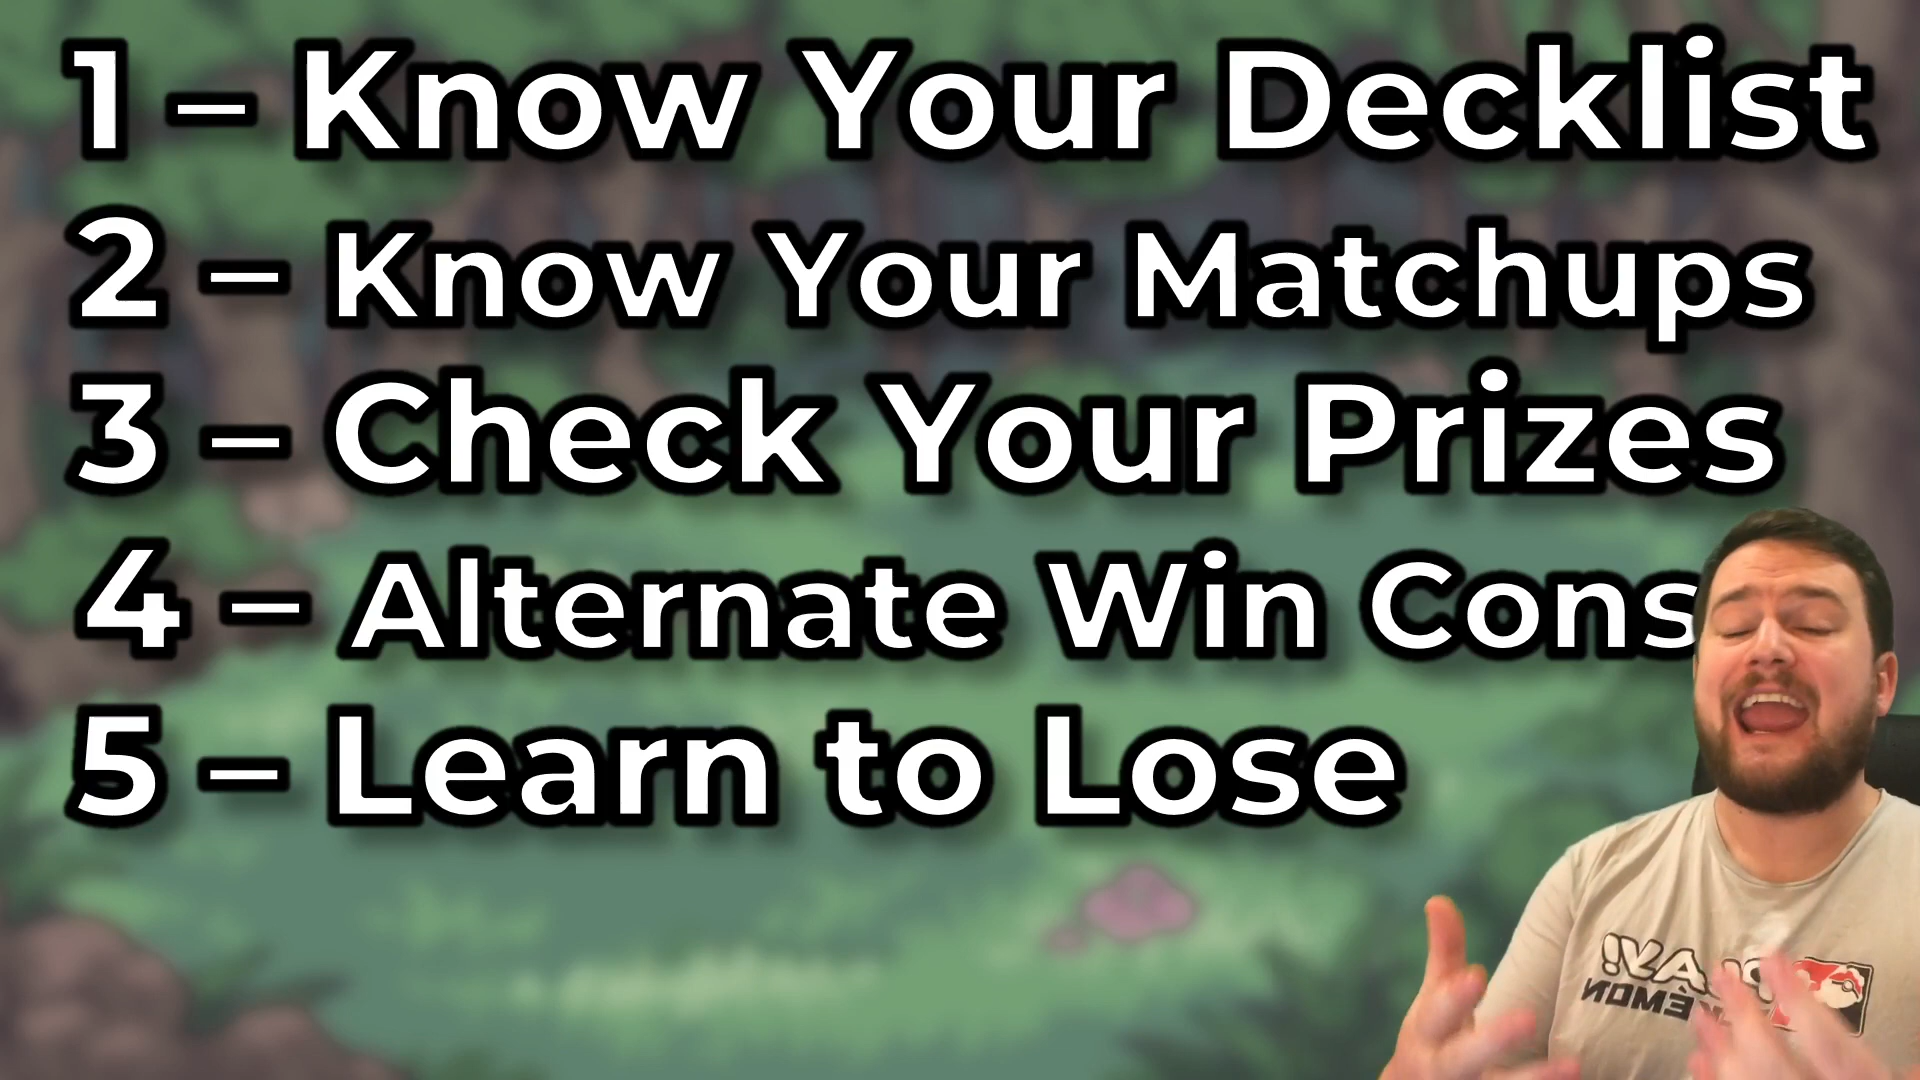 1 – Know Your Decklist
2 – Know Your Matchups
3 – Check Your Prizes
4 – Alternate Win Cons
5 – Learn to Lose